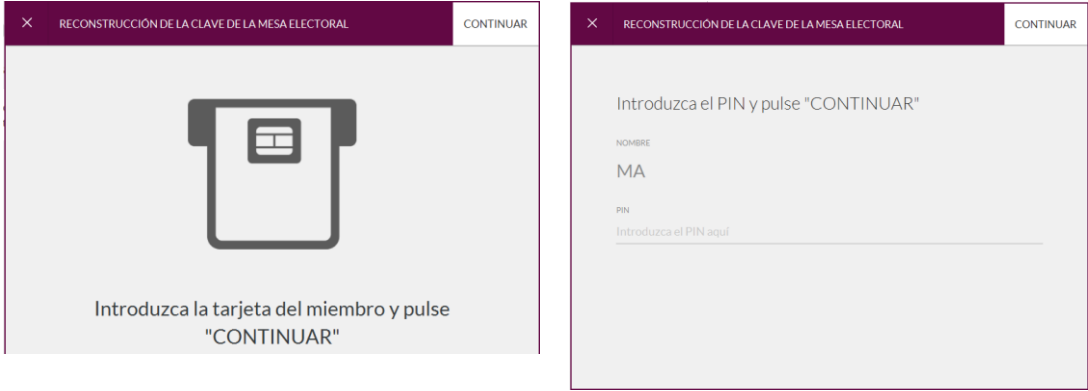 RECONSTRUCCIÓN DE LA CLAVE DE LA MESA ELECTORAL
CONTINUAR
Introduzca la tarjeta del miembro y pulse
"CONTINUAR"
RECONSTRUCCIÓN DE LA CLAVE DE LA MESA ELECTORAL
CONTINUAR
Introduzca el PIN y pulse "CONTINUAR"
NOMBRE
MA
PIN
Introduzca el PIN aquí